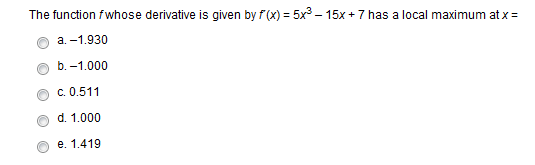 The function f whose derivative is given by f'(x) = 5x³ – 15x + 7 has a local maximum at x =
a. –1.930
b. –1.000
c. 0.511
d. 1.000
e. 1.419